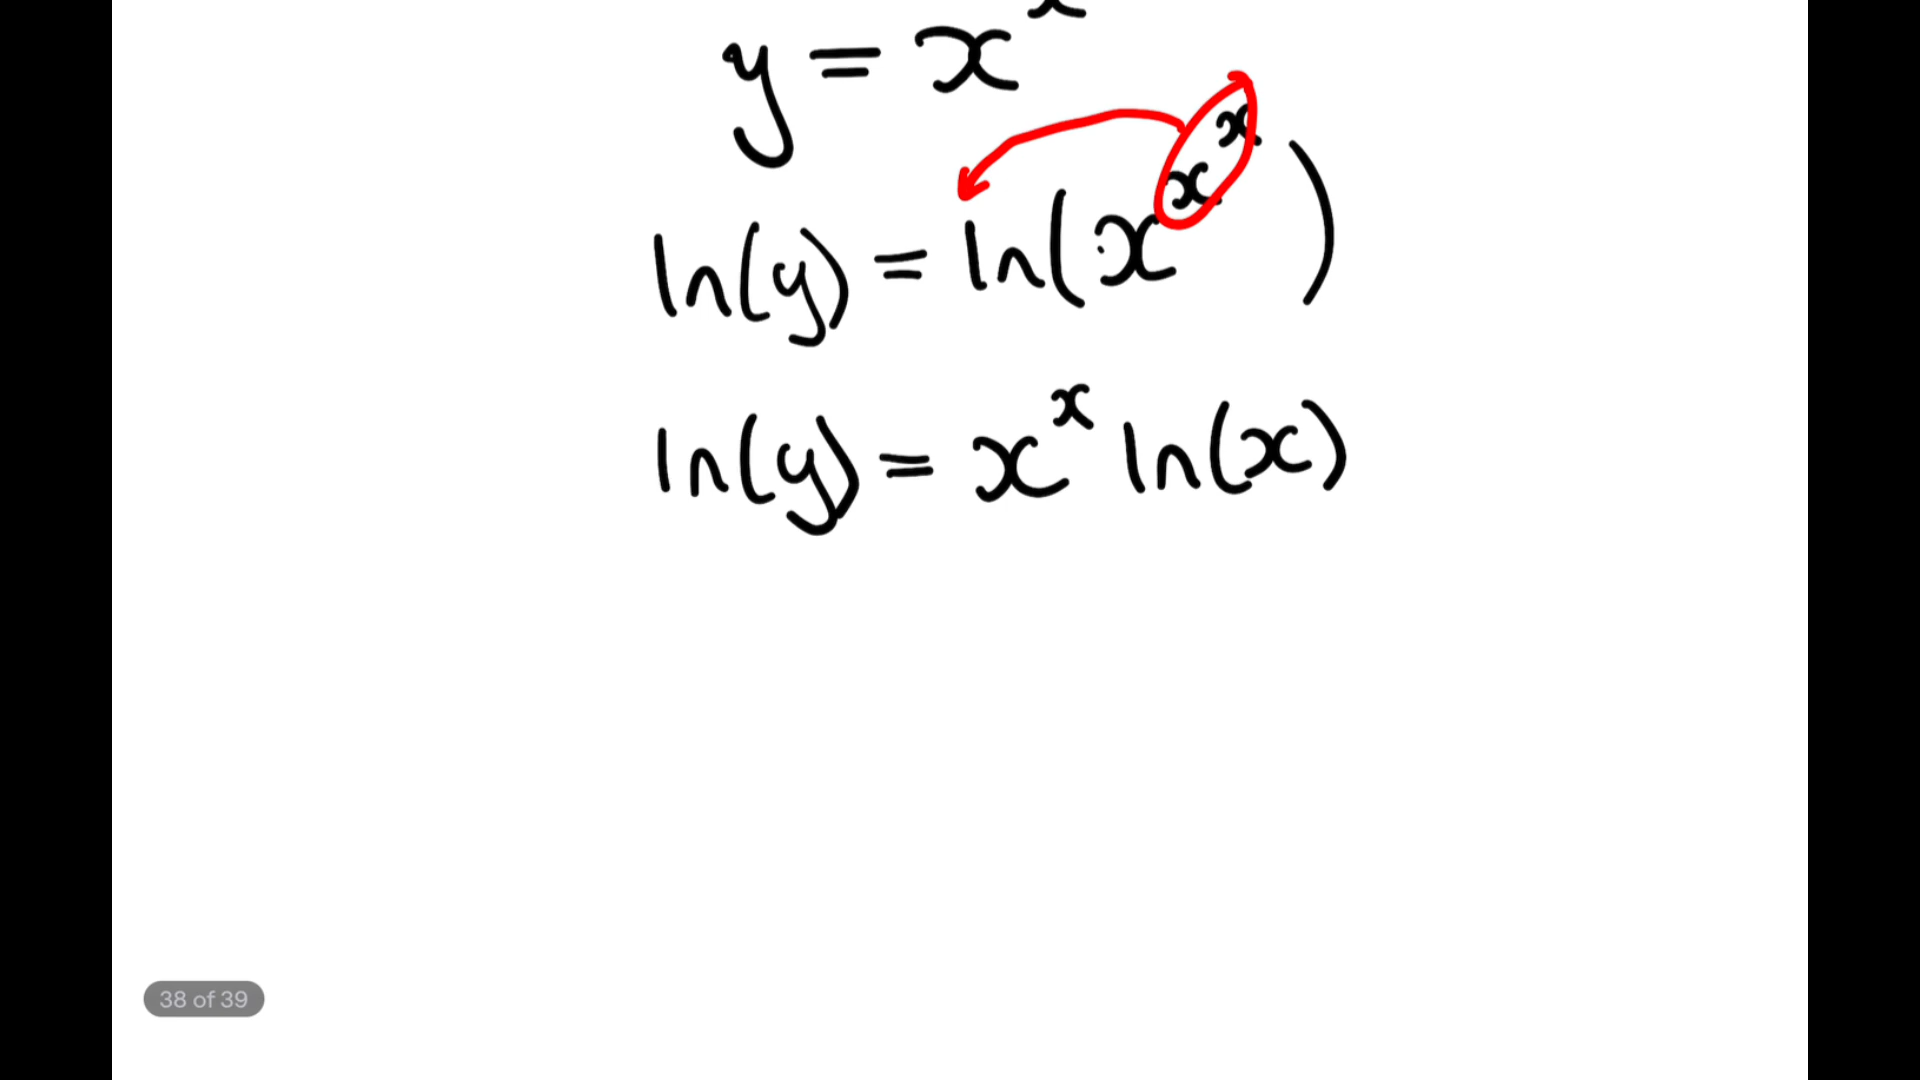 y = x^x
ln(y) = ln(x^x^x)
ln(y) = x^x ln(x)
38 of 39